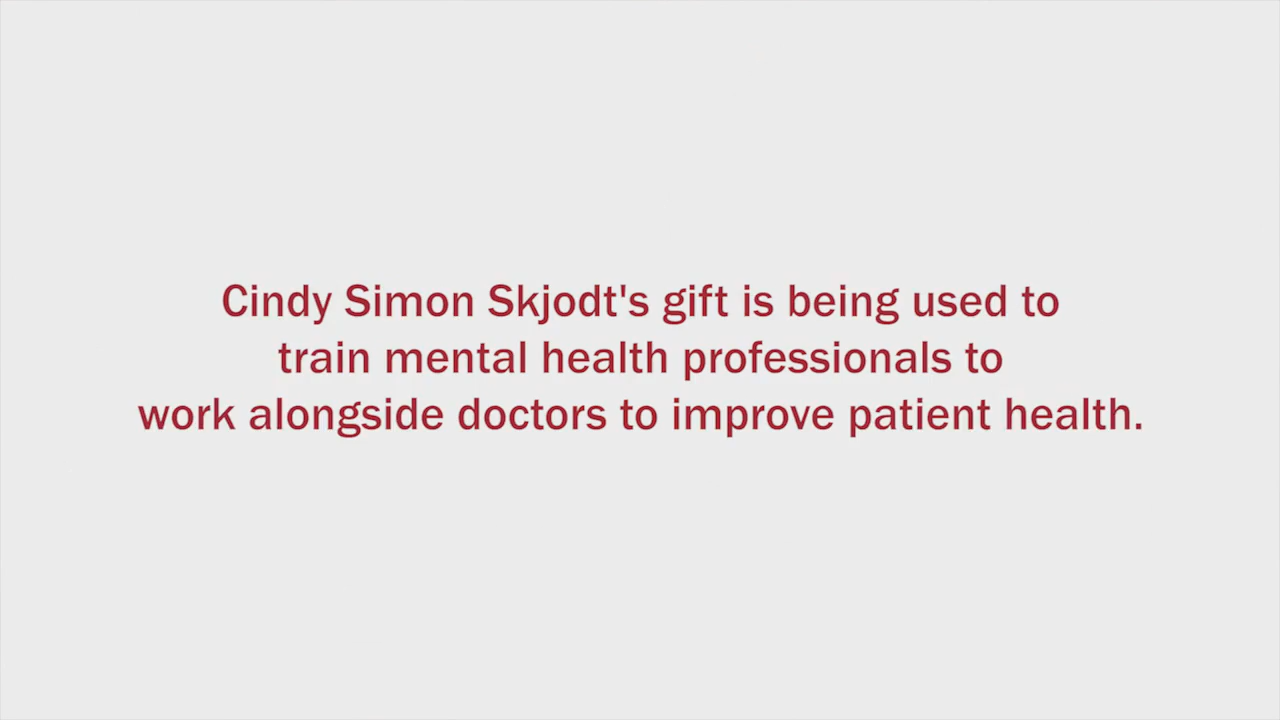 Cindy Simon Skjodt's gift is being used to
train mental health professionals to
work alongside doctors to improve patient health.